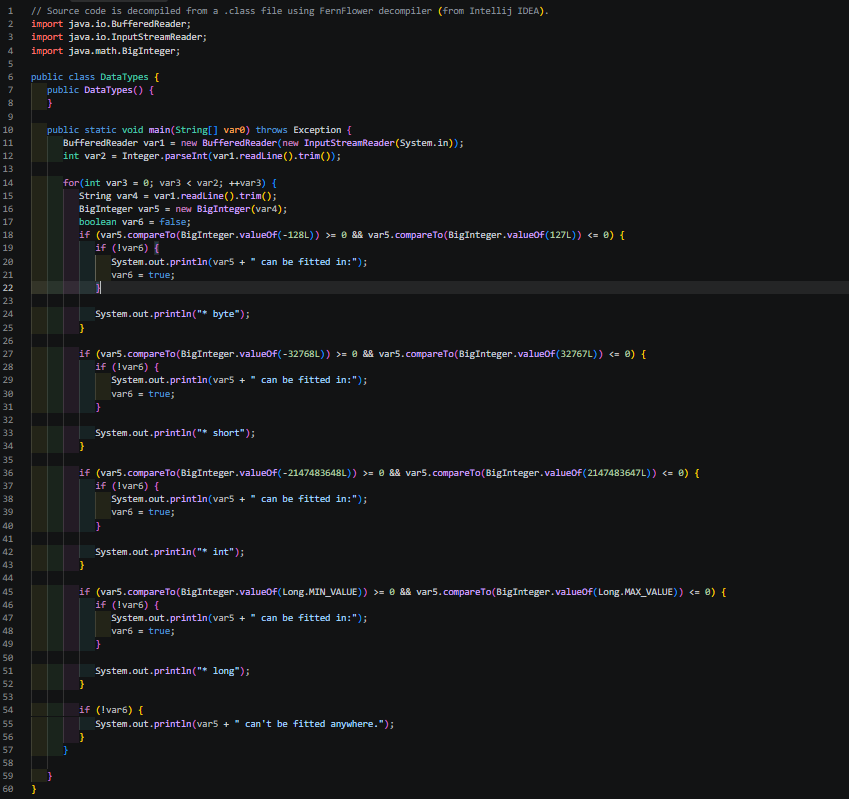 1 // Source code is decompiled from a .class file using FernFlower decompiler (from Intellij IDEA).
2 import java.io.BufferedReader;
3 import java.io.InputStreamReader;
4 import java.math.BigInteger;
5
6 public class DataTypes {
7    public DataTypes() {
8    }
9
10    public static void main(String[] var0) throws Exception {
11       BufferedReader var1 = new BufferedReader(new InputStreamReader(System.in));
12       int var2 = Integer.parseInt(var1.readLine().trim());
13
14       for(int var3 = 0; var3 < var2; ++var3) {
15          String var4 = var1.readLine().trim();
16          BigInteger var5 = new BigInteger(var4);
17          boolean var6 = false;
18          if (var5.compareTo(BigInteger.valueOf(-128L)) >= 0 && var5.compareTo(BigInteger.valueOf(127L)) <= 0) {
19             if (!var6) {
20                System.out.println(var5 + " can be fitted in:");
21                var6 = true;
22             }
23
24             System.out.println("* byte");
25          }
26
27          if (var5.compareTo(BigInteger.valueOf(-32768L)) >= 0 && var5.compareTo(BigInteger.valueOf(32767L)) <= 0) {
28             if (!var6) {
29                System.out.println(var5 + " can be fitted in:");
30                var6 = true;
31             }
32
33             System.out.println("* short");
34          }
35
36          if (var5.compareTo(BigInteger.valueOf(-2147483648L)) >= 0 && var5.compareTo(BigInteger.valueOf(2147483647L)) <= 0) {
37             if (!var6) {
38                System.out.println(var5 + " can be fitted in:");
39                var6 = true;
40             }
41
42             System.out.println("* int");
43          }
44
45          if (var5.compareTo(BigInteger.valueOf(Long.MIN_VALUE)) >= 0 && var5.compareTo(BigInteger.valueOf(Long.MAX_VALUE)) <= 0) {
46             if (!var6) {
47                System.out.println(var5 + " can be fitted in:");
48                var6 = true;
49             }
50
51             System.out.println("* long");
52          }
53
54          if (!var6) {
55             System.out.println(var5 + " can't be fitted anywhere.");
56          }
57       }
58
59    }
60 }